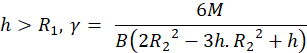 h > R₁, γ = 6M / B(2R₂² − 3h.R₂² + h)